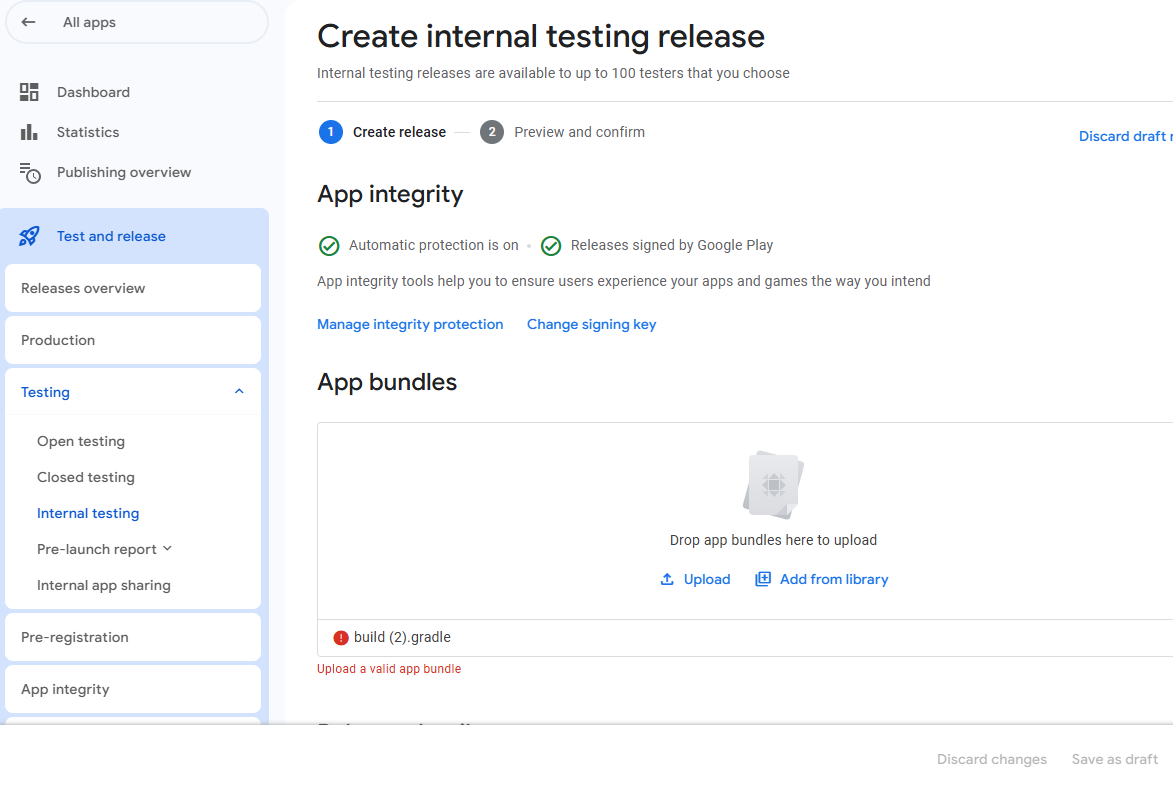 All apps
Dashboard
Statistics
Publishing overview
Test and release
Releases overview
Production
Testing
Open testing
Closed testing
Internal testing
Pre-launch report
Internal app sharing
Pre-registration
App integrity
Create internal testing release
Internal testing releases are available to up to 100 testers that you choose
1 Create release
2 Preview and confirm
Discard draft
App integrity
Automatic protection is on • Releases signed by Google Play
App integrity tools help you to ensure users experience your apps and games the way you intend
Manage integrity protection Change signing key
App bundles
Drop app bundles here to upload
Upload Add from library
build (2).gradle
Upload a valid app bundle
Discard changes Save as draft